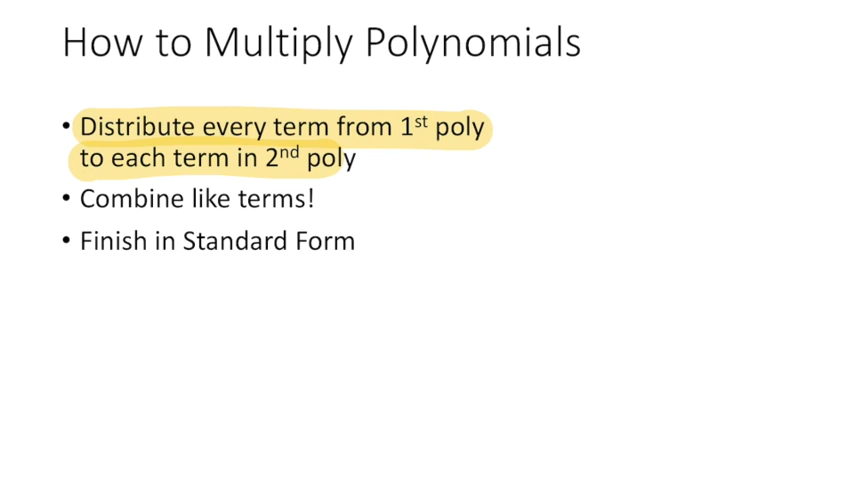 How to Multiply Polynomials
• Distribute every term from 1st poly
to each term in 2nd poly
• Combine like terms!
• Finish in Standard Form